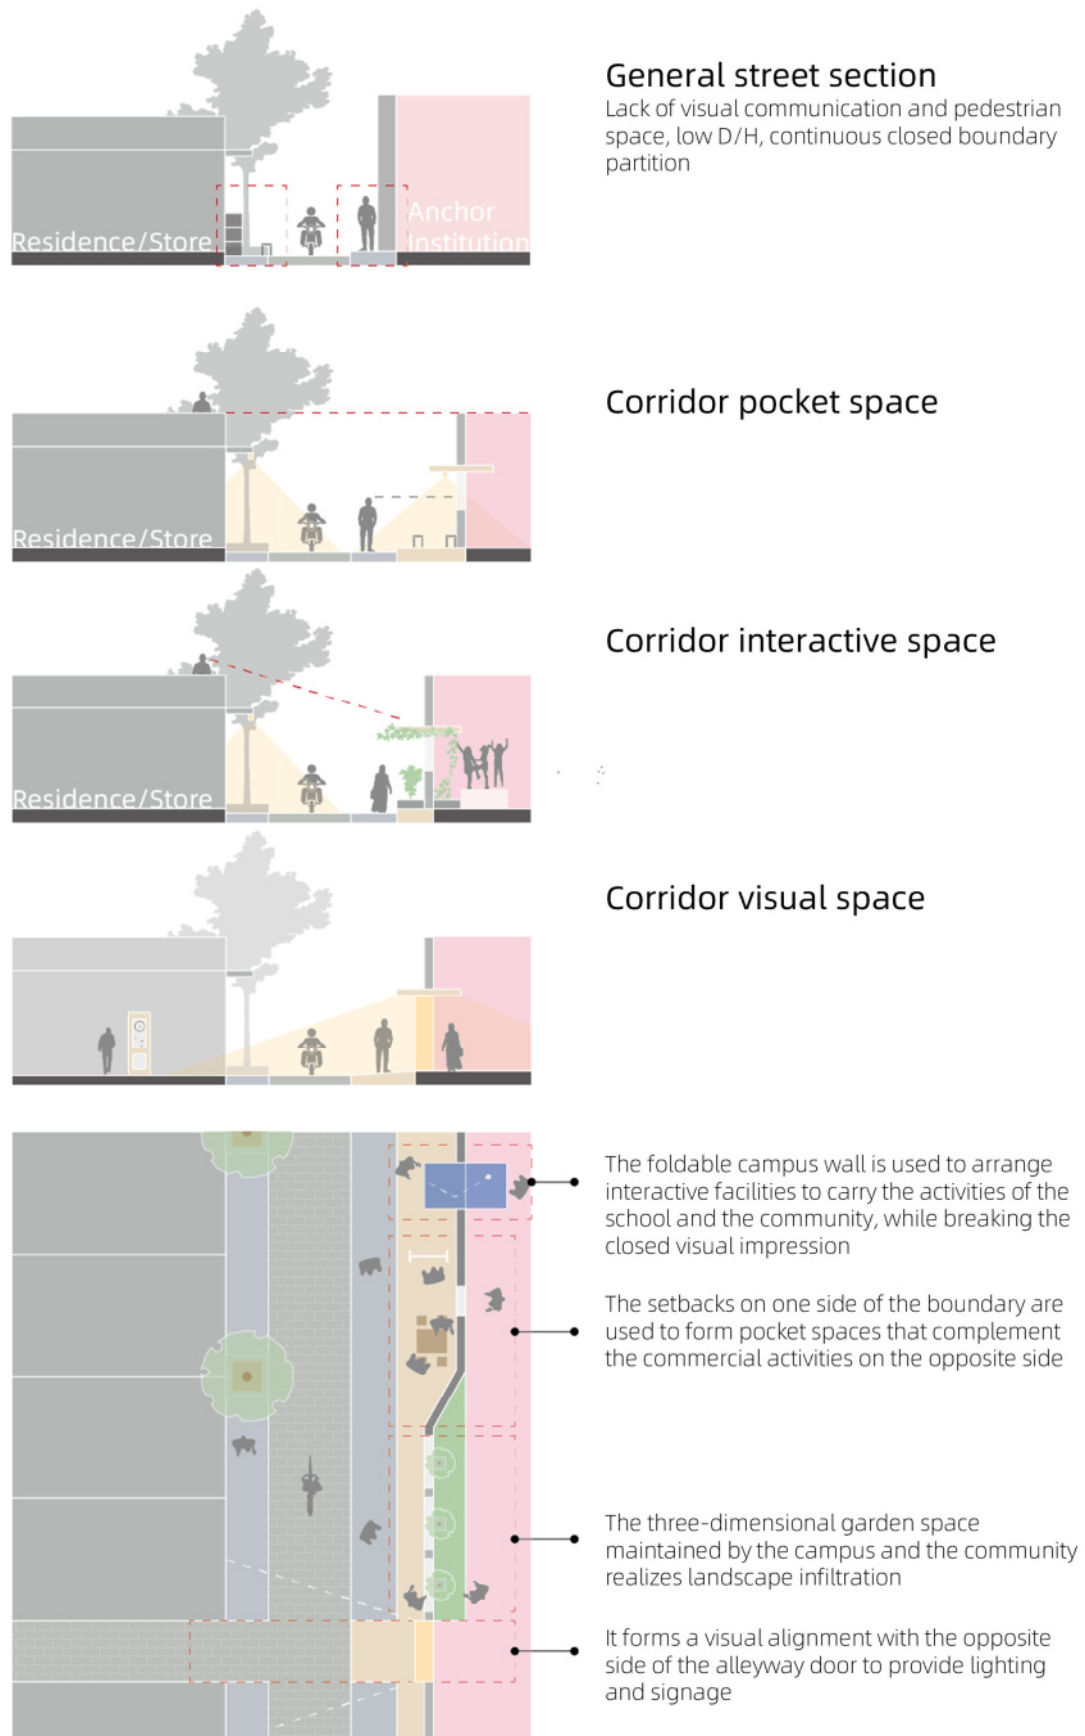 General street section
Lack of visual communication and pedestrian
space, low D/H, continuous closed boundary
partition
Residence/Store
Anchor
Institution
Corridor pocket space
Residence/Store
Corridor interactive space
Residence/Store
Corridor visual space
The foldable campus wall is used to arrange
interactive facilities to carry the activities of the
school and the community, while breaking the
closed visual impression
The setbacks on one side of the boundary are
used to form pocket spaces that complement
the commercial activities on the opposite side
The three-dimensional garden space
maintained by the campus and the community
realizes landscape infiltration
It forms a visual alignment with the opposite
side of the alleyway door to provide lighting
and signage